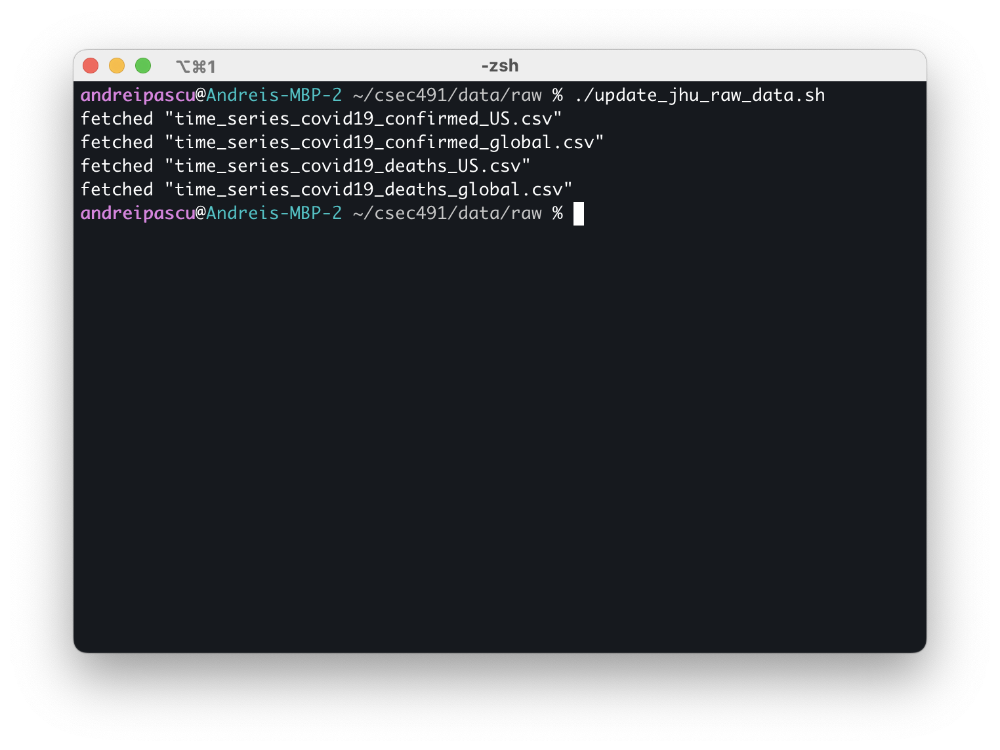 ⌥⌘1 -zsh
andreipascu@Andreis-MBP-2 ~/csec491/data/raw % ./update_jhu_raw_data.sh
fetched "time_series_covid19_confirmed_US.csv"
fetched "time_series_covid19_confirmed_global.csv"
fetched "time_series_covid19_deaths_US.csv"
fetched "time_series_covid19_deaths_global.csv"
andreipascu@Andreis-MBP-2 ~/csec491/data/raw %